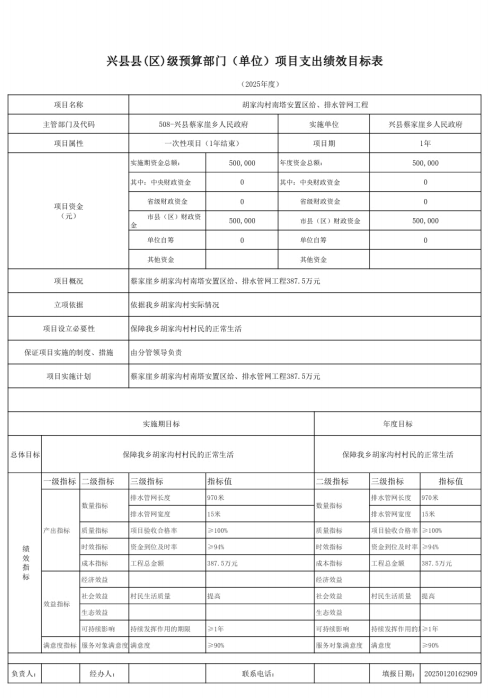 兴县县(区)级预算部门（单位）项目支出绩效目标表
（2025年度）
项目名称 胡家沟村南塔安置区给、排水管网工程
主管部门及代码 508-兴县蔡家崖乡人民政府 实施单位 兴县蔡家崖乡人民政府
项目属性 一次性项目（1年结束） 项目期 1年
项目资金
（元）
实施期资金总额： 500,000 年度资金总额： 500,000
其中：中央财政资金 0 其中：中央财政资金 0
省级财政资金 0 省级财政资金 0
市县（区）财政资金 500,000 市县（区）财政资金 500,000
单位自筹 0 单位自筹 0
其他资金 其他资金
项目概况 蔡家崖乡胡家沟村南塔安置区给、排水管网工程387.5万元
立项依据 依据我乡胡家沟村实际情况
项目设立必要性 保障我乡胡家沟村村民的正常生活
保证项目实施的制度、措施 由分管领导负责
项目实施计划 蔡家崖乡胡家沟村南塔安置区给、排水管网工程387.5万元
实施期目标 年度目标
总体目标 保障我乡胡家沟村村民的正常生活 保障我乡胡家沟村村民的正常生活
绩效指标
一级指标 二级指标 三级指标 指标值 二级指标 三级指标 指标值
产出指标 数量指标 排水管网长度 970米 数量指标 排水管网长度 970米
排水管网宽度 15米 排水管网宽度 15米
质量指标 项目验收合格率 ≥100% 质量指标 项目验收合格率 ≥100%
时效指标 资金到位及时率 ≥94% 时效指标 资金到位及时率 ≥94%
成本指标 工程总金额 387.5万元 成本指标 工程总金额 387.5万元
效益指标 经济效益 经济效益
社会效益 村民生活质量 提高 社会效益 村民生活质量 提高
生态效益 生态效益
可持续影响 持续发挥作用的期限 ≥1年 可持续影响 持续发挥作用的 ≥1年
满意度指标 服务对象满意度 满意度 ≥90% 服务对象满意度 满意度 ≥90%
负责人： 经办人： 联系电话： 填报日期： 20250120162909